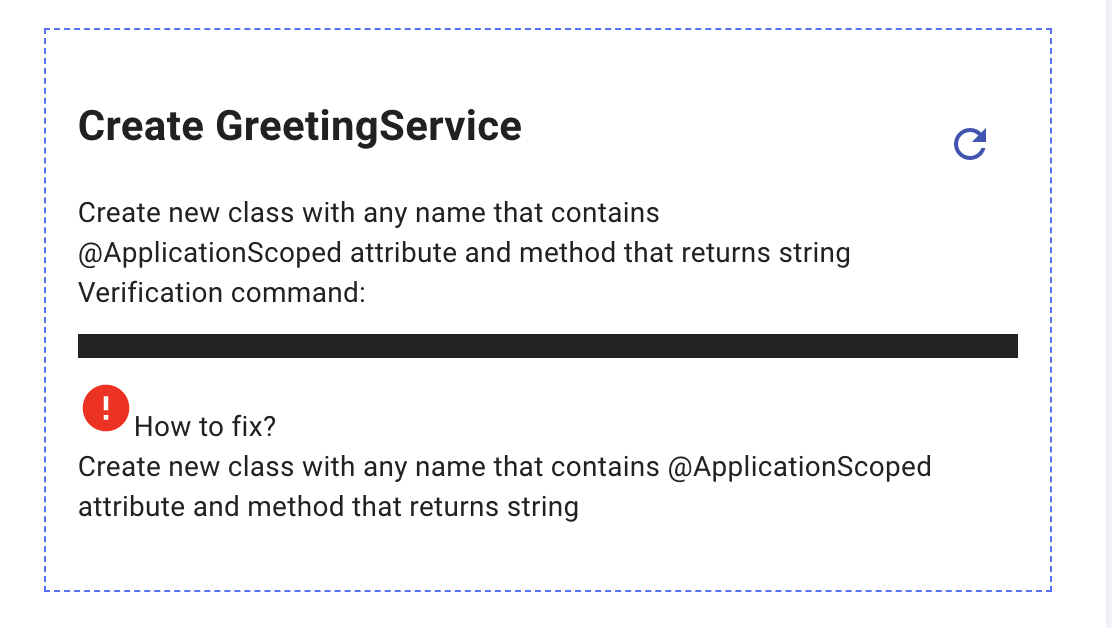 Create GreetingService
Create new class with any name that contains
@ApplicationScoped attribute and method that returns string
Verification command:
How to fix?
Create new class with any name that contains @ApplicationScoped
attribute and method that returns string